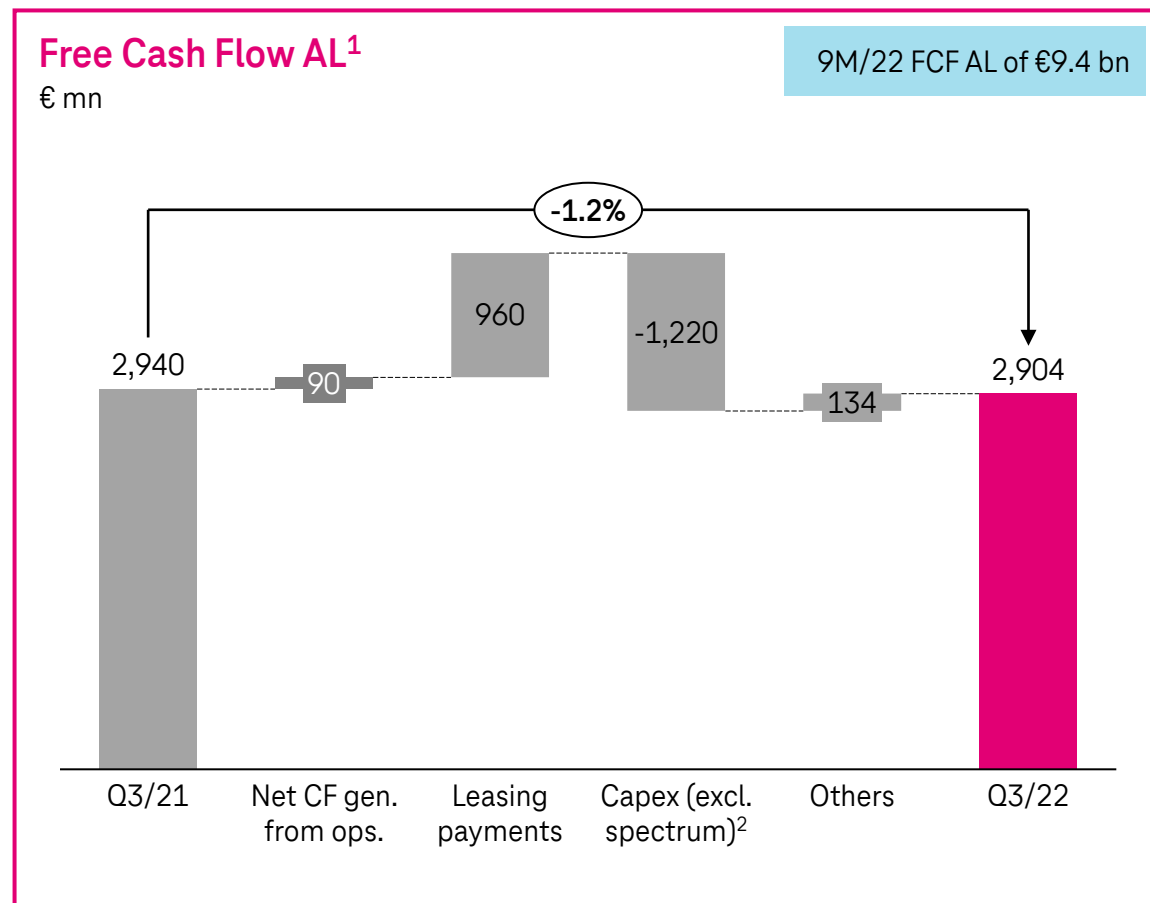 Free Cash Flow AL¹
€ mn
9M/22 FCF AL of €9.4 bn
-1.2%
2,940
90
960
-1,220
134
2,904
Q3/21
Net CF gen.
from ops.
Leasing
payments
Capex (excl.
spectrum)²
Others
Q3/22